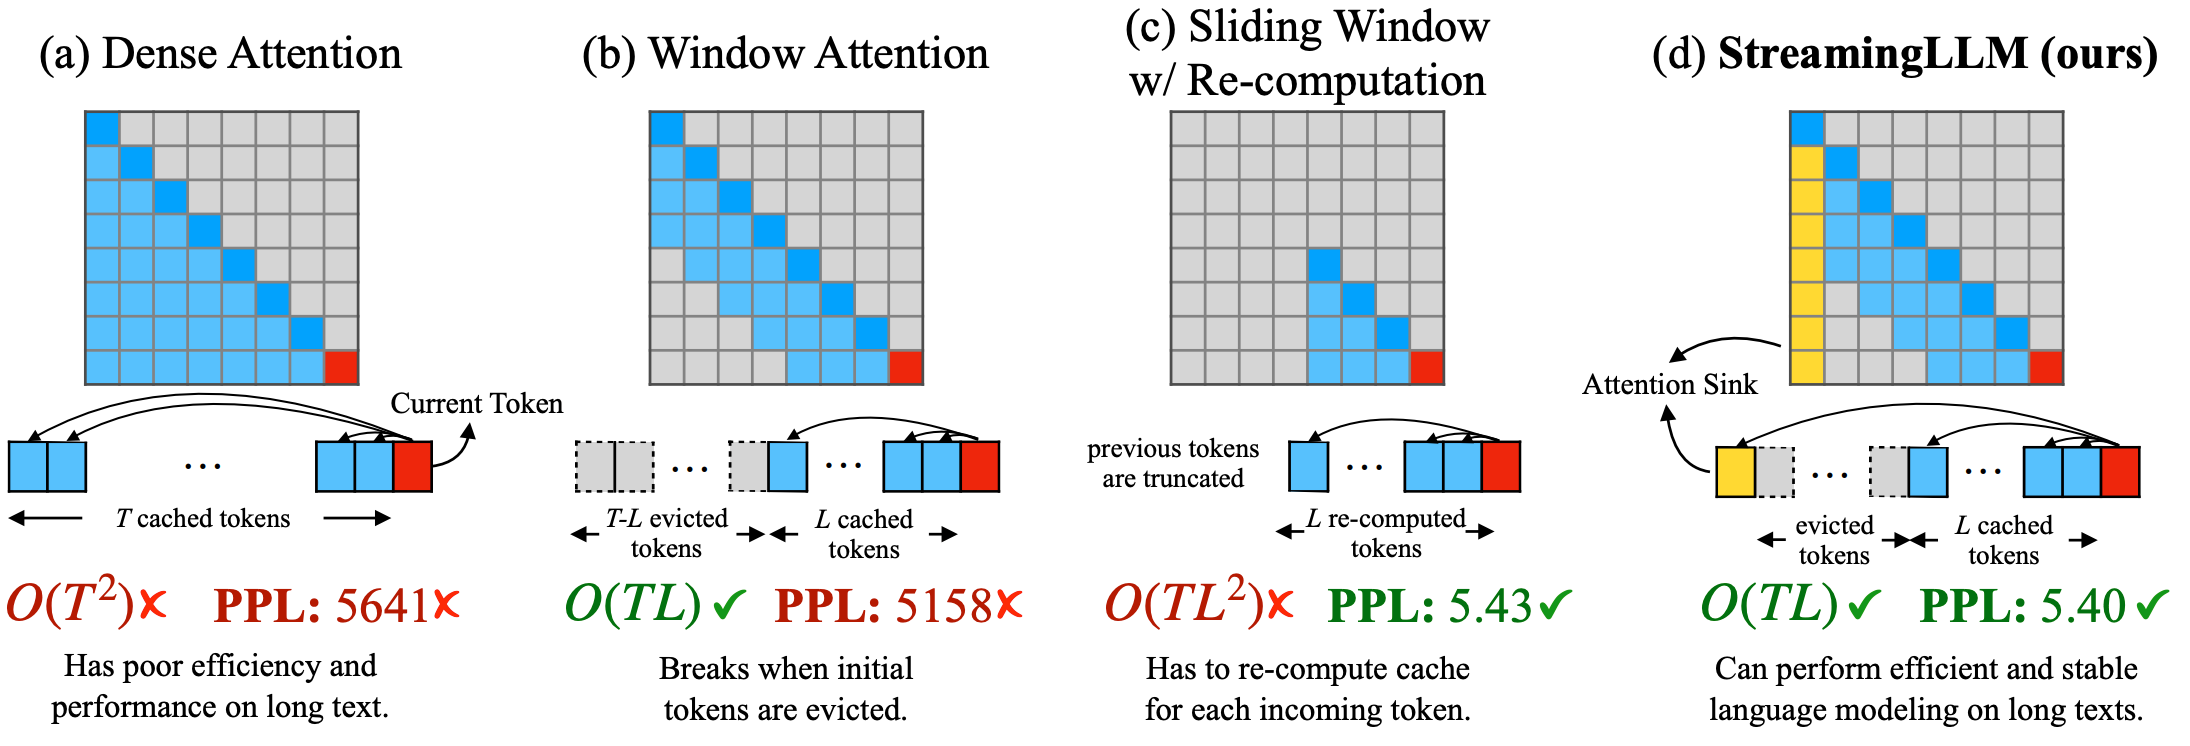 (a) Dense Attention
Current Token
...
T cached tokens
O(T²)✗ PPL: 5641✗
Has poor efficiency and
performance on long text.
(b) Window Attention
... ...
T-L evicted
tokens
L cached
tokens
O(TL) ✓ PPL: 5158✗
Breaks when initial
tokens are evicted.
(c) Sliding Window
w/ Re-computation
previous tokens
are truncated
...
L re-computed
tokens
O(TL²)✗ PPL: 5.43✓
Has to re-compute cache
for each incoming token.
(d) StreamingLLM (ours)
Attention Sink
... ...
evicted
tokens
L cached
tokens
O(TL) ✓ PPL: 5.40 ✓
Can perform efficient and stable
language modeling on long texts.